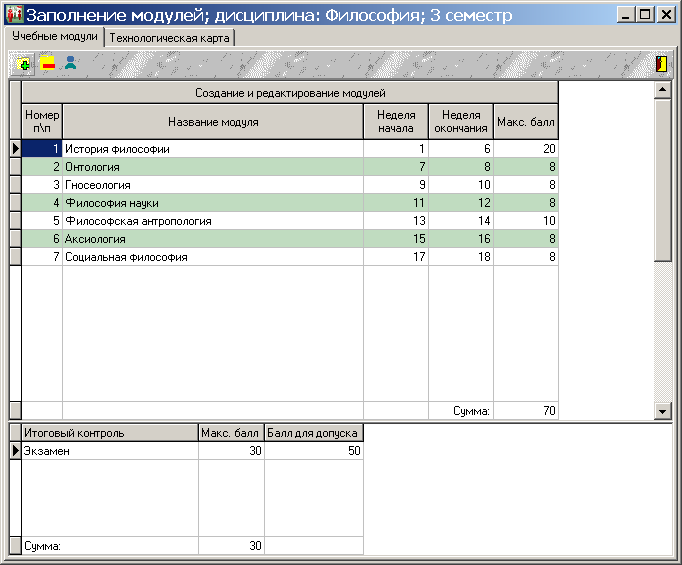 Заполнение модулей; дисциплина: Философия; 3 семестр
Учебные модули Технологическая карта
Создание и редактирование модулей
Номер п\п Название модуля Неделя начала Неделя окончания Макс. балл
1 История философии 1 6 20
2 Онтология 7 8 8
3 Гносеология 9 10 8
4 Философия науки 11 12 8
5 Философская антропология 13 14 10
6 Аксиология 15 16 8
7 Социальная философия 17 18 8
Сумма: 70
Итоговый контроль Макс. балл Балл для допуска
Экзамен 30 50
Сумма: 30